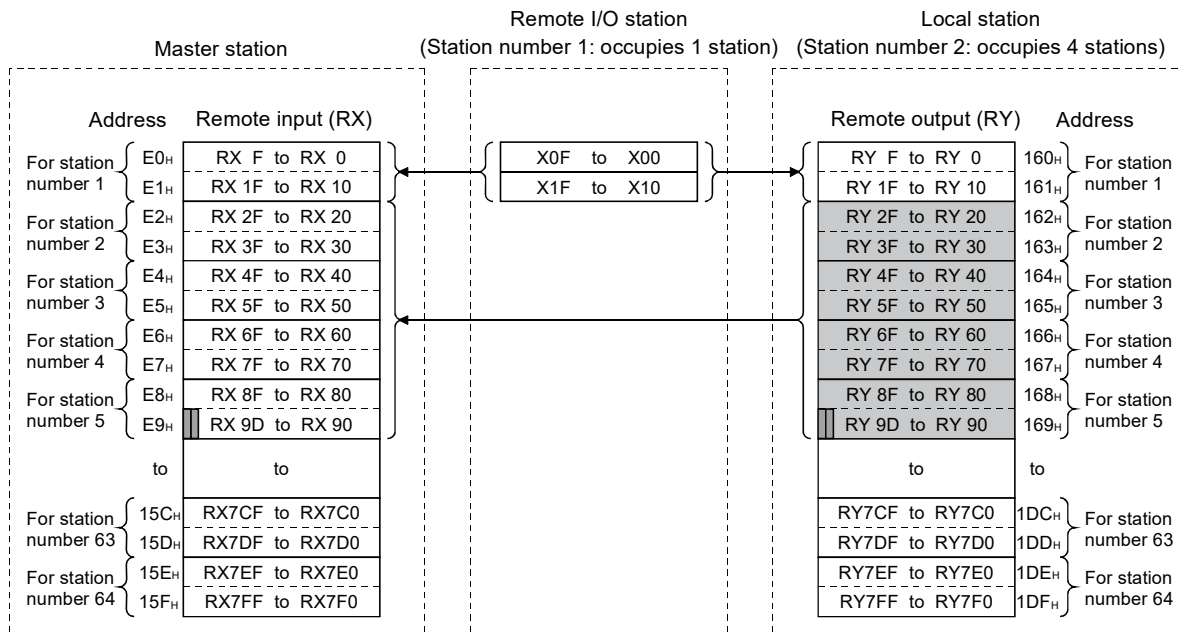 Remote I/O station
Local station
Master station
(Station number 1: occupies 1 station)
(Station number 2: occupies 4 stations)
Address Remote input (RX)
Remote output (RY) Address
For station number 1
E0H RX F to RX 0
E1H RX 1F to RX 10
X0F to X00
X1F to X10
RY F to RY 0 160H
RY 1F to RY 10 161H
For station number 1
For station number 2
E2H RX 2F to RX 20
E3H RX 3F to RX 30
RY 2F to RY 20 162H
RY 3F to RY 30 163H
For station number 2
For station number 3
E4H RX 4F to RX 40
E5H RX 5F to RX 50
RY 4F to RY 40 164H
RY 5F to RY 50 165H
For station number 3
For station number 4
E6H RX 6F to RX 60
E7H RX 7F to RX 70
RY 6F to RY 60 166H
RY 7F to RY 70 167H
For station number 4
For station number 5
E8H RX 8F to RX 80
E9H RX 9D to RX 90
RY 8F to RY 80 168H
RY 9D to RY 90 169H
For station number 5
to to
to to
For station number 63
15CH RX7CF to RX7C0
15DH RX7DF to RX7D0
RY7CF to RY7C0 1DCH
RY7DF to RY7D0 1DDH
For station number 63
For station number 64
15EH RX7EF to RX7E0
15FH RX7FF to RX7F0
RY7EF to RY7E0 1DEH
RY7FF to RY7F0 1DFH
For station number 64